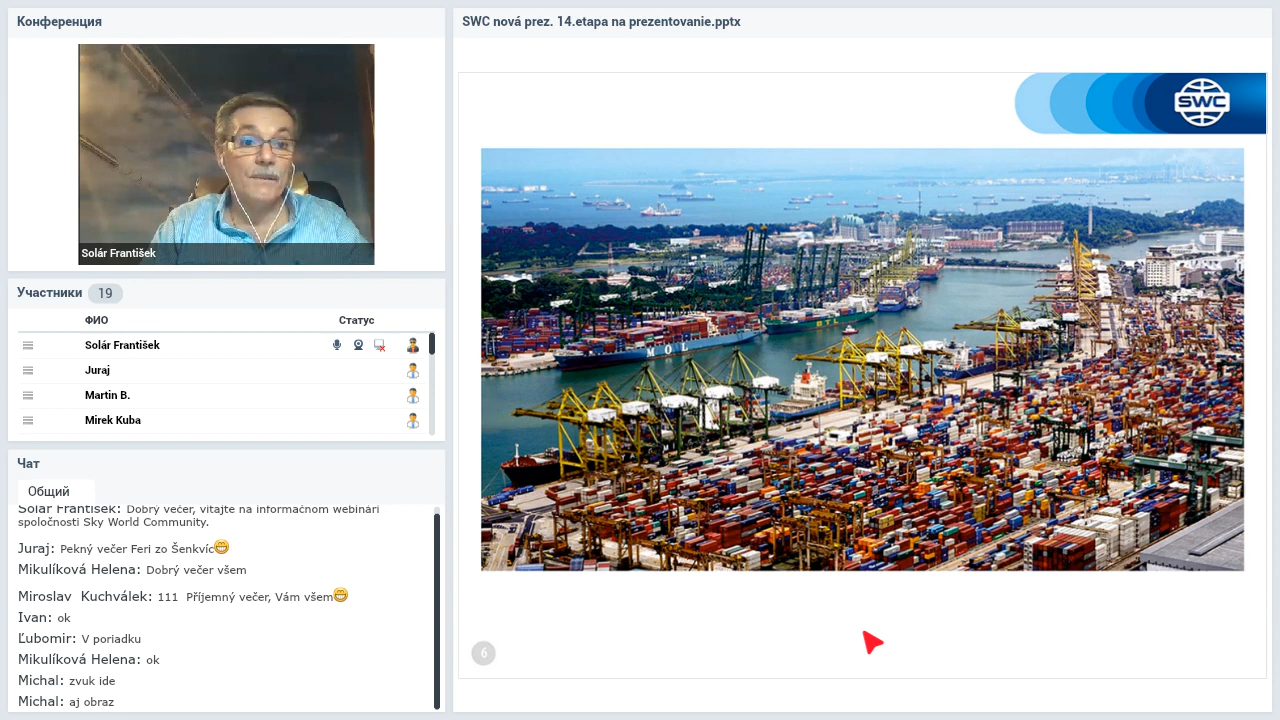 Конференция
Solár František
Участники 19
ФИО Статус
Solár František
Juraj
Martin B.
Mirek Kuba
Чат
Общий
Solár František: Dobrý večer, vitajte na informačnom webinári
spoločnosti Sky World Community.
Juraj: Pekný večer Feri zo Šenkvíc
Mikulíková Helena: Dobrý večer všem
Miroslav Kuchválek: 111 Příjemný večer, Vám všem
Ivan: ok
Ľubomir: V poriadku
Mikulíková Helena: ok
Michal: zvuk ide
Michal: aj obraz
SWC nová prez. 14.etapa na prezentovanie.pptx
SWC
BTL
MOL
6